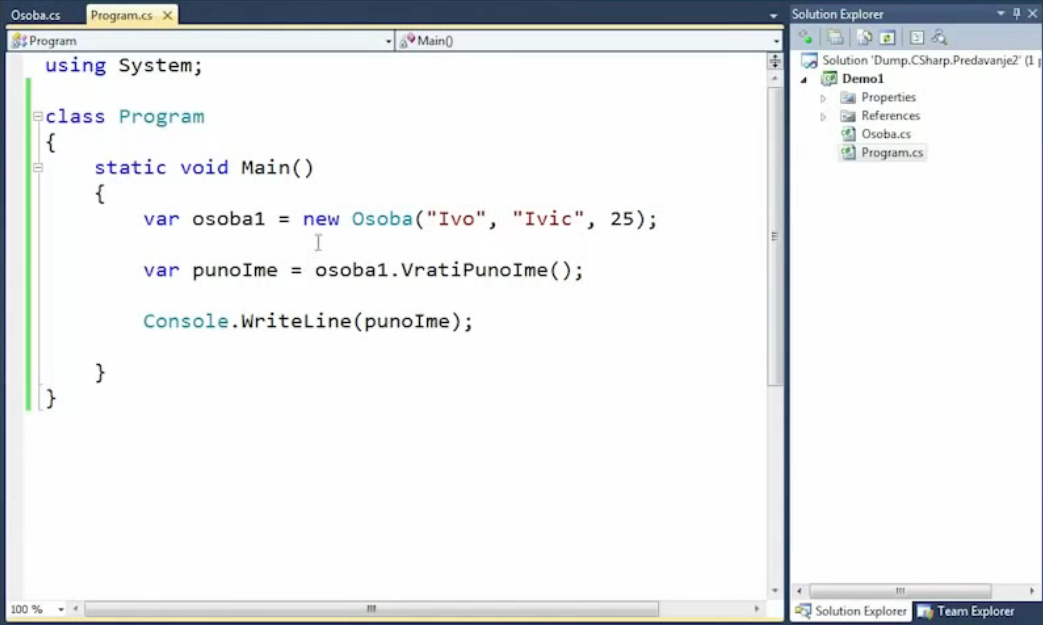 Osoba.cs
Program.cs
Program
Main()
using System;
class Program
{
static void Main()
{
var osoba1 = new Osoba("Ivo", "Ivic", 25);
var punoIme = osoba1.VratiPunoIme();
Console.WriteLine(punoIme);
}
}
100 %
Solution Explorer
Solution 'Dump.CSharp.Predavanje2' (1 p
Demo1
Properties
References
Osoba.cs
Program.cs
Solution Explorer
Team Explorer